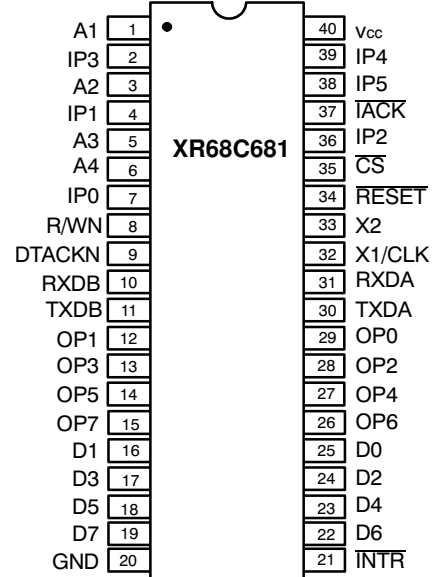 A1 1 40 Vcc
IP3 2 39 IP4
A2 3 38 IP5
IP1 4 37 IACK
A3 5 36 IP2
XR68C681
A4 6 35 CS
IP0 7 34 RESET
R/WN 8 33 X2
DTACKN 9 32 X1/CLK
RXDB 10 31 RXDA
TXDB 11 30 TXDA
OP1 12 29 OP0
OP3 13 28 OP2
OP5 14 27 OP4
OP7 15 26 OP6
D1 16 25 D0
D3 17 24 D2
D5 18 23 D4
D7 19 22 D6
GND 20 21 INTR